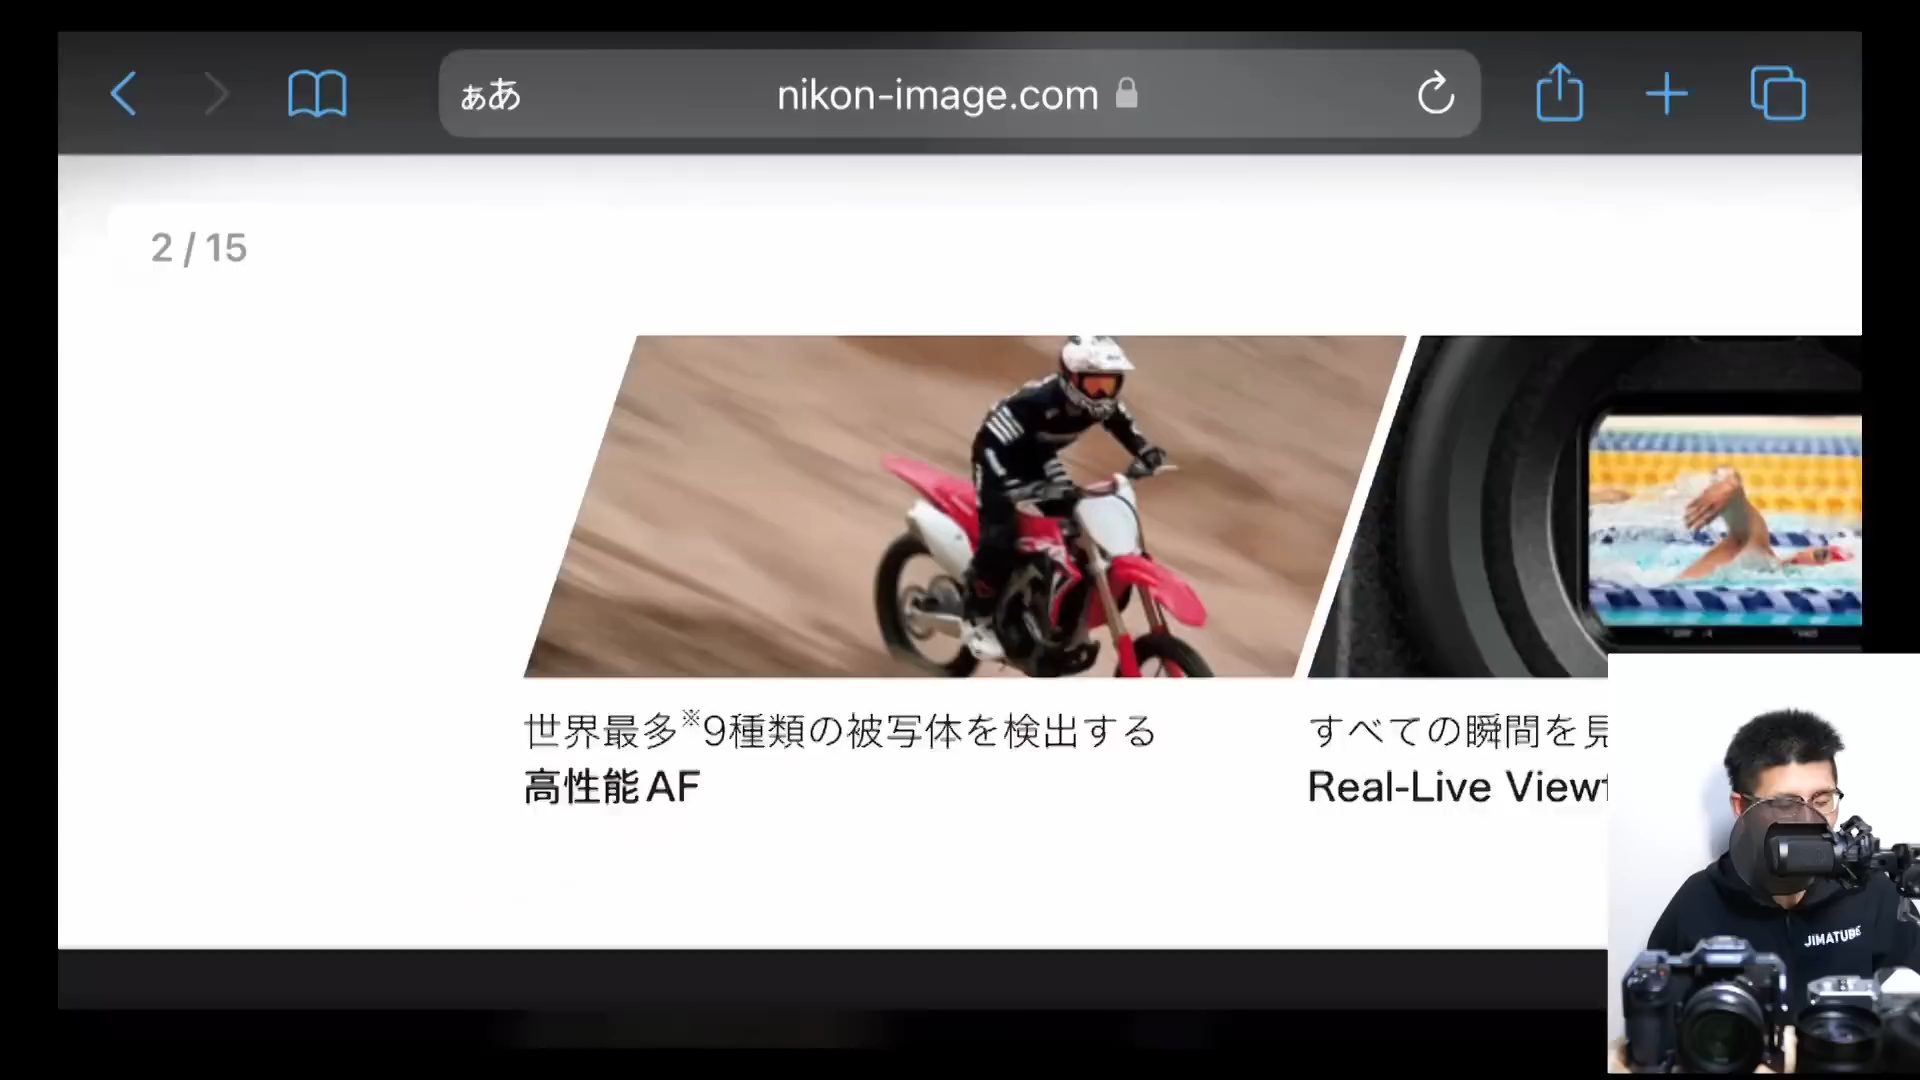 ぁあ
nikon-image.com
2 / 15
世界最多※9種類の被写体を検出する
高性能AF
すべての瞬間を見
Real-Live Viewf
JIMATUBE